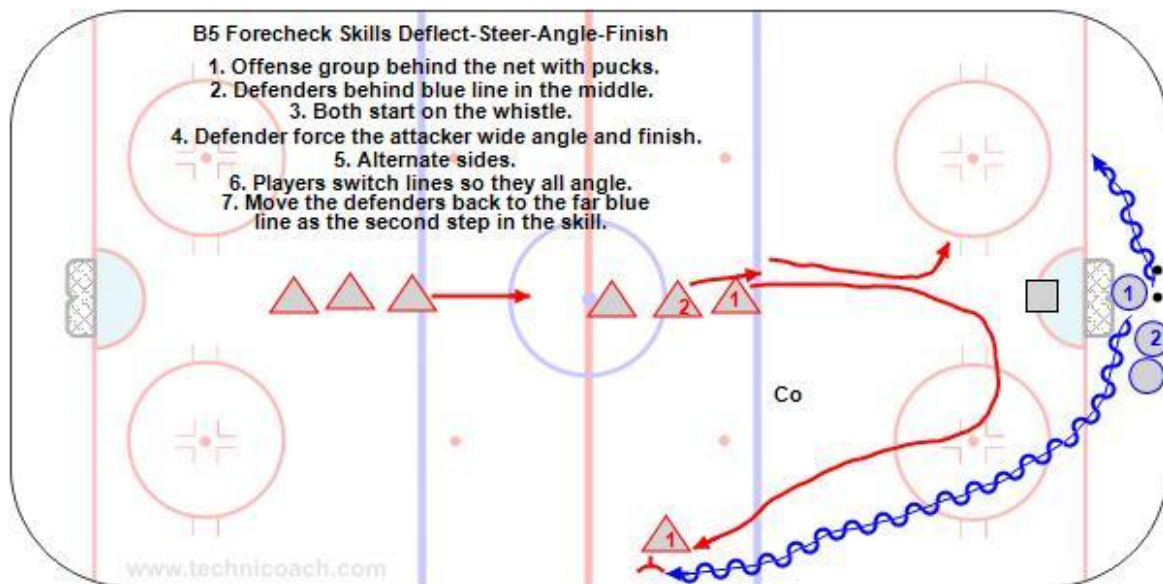 B5 Forecheck Skills Deflect-Steer-Angle-Finish
1. Offense group behind the net with pucks.
2. Defenders behind blue line in the middle.
3. Both start on the whistle.
4. Defender force the attacker wide angle and finish.
5. Alternate sides.
6. Players switch lines so they all angle.
7. Move the defenders back to the far blue
line as the second step in the skill.
2
1
1
2
Co
1
www.technicoach.com